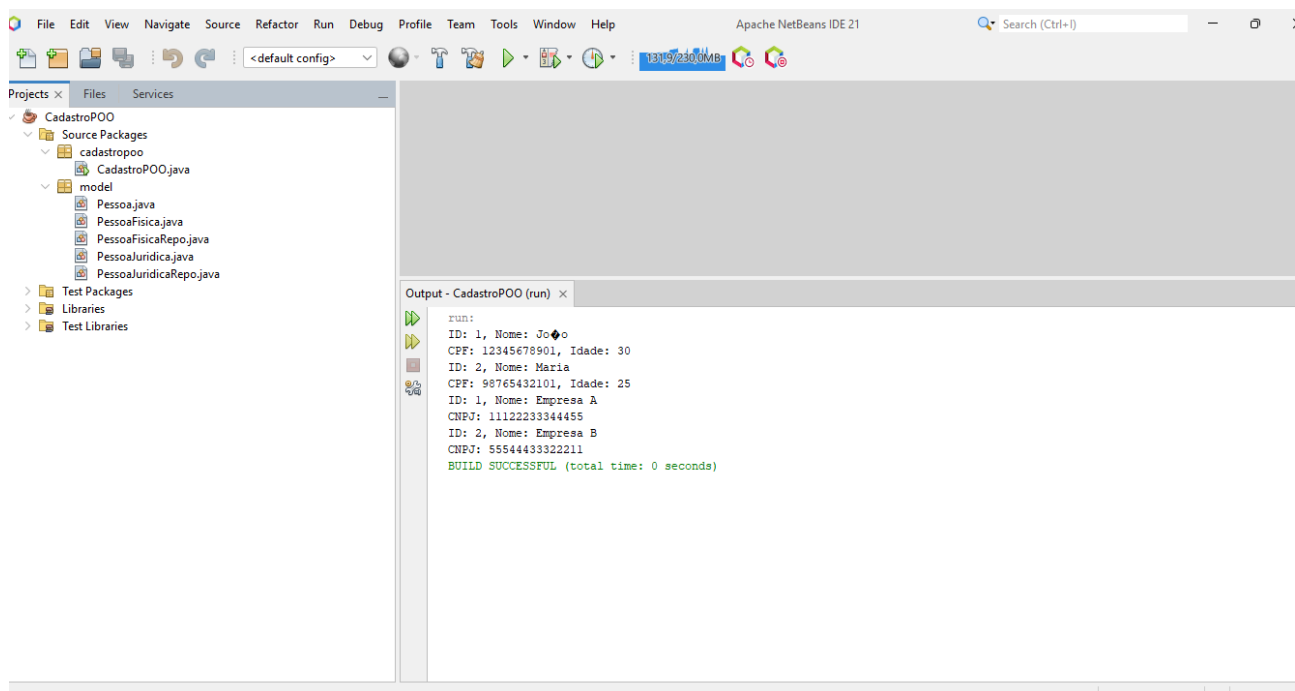 File Edit View Navigate Source Refactor Run Debug Profile Team Tools Window Help Apache NetBeans IDE 21 Search (Ctrl+I)
<default config> 131,9/230,0MB
Projects Files Services
CadastroPOO
Source Packages
cadastropoo
CadastroPOO.java
model
Pessoa.java
PessoaFisica.java
PessoaFisicaRepo.java
PessoaJuridica.java
PessoaJuridicaRepo.java
Test Packages
Libraries
Test Libraries
Output - CadastroPOO (run)
run:
ID: 1, Nome: Jo�o
CPF: 12345678901, Idade: 30
ID: 2, Nome: Maria
CPF: 98765432101, Idade: 25
ID: 1, Nome: Empresa A
CNPJ: 11122233344455
ID: 2, Nome: Empresa B
CNPJ: 55544433322211
BUILD SUCCESSFUL (total time: 0 seconds)